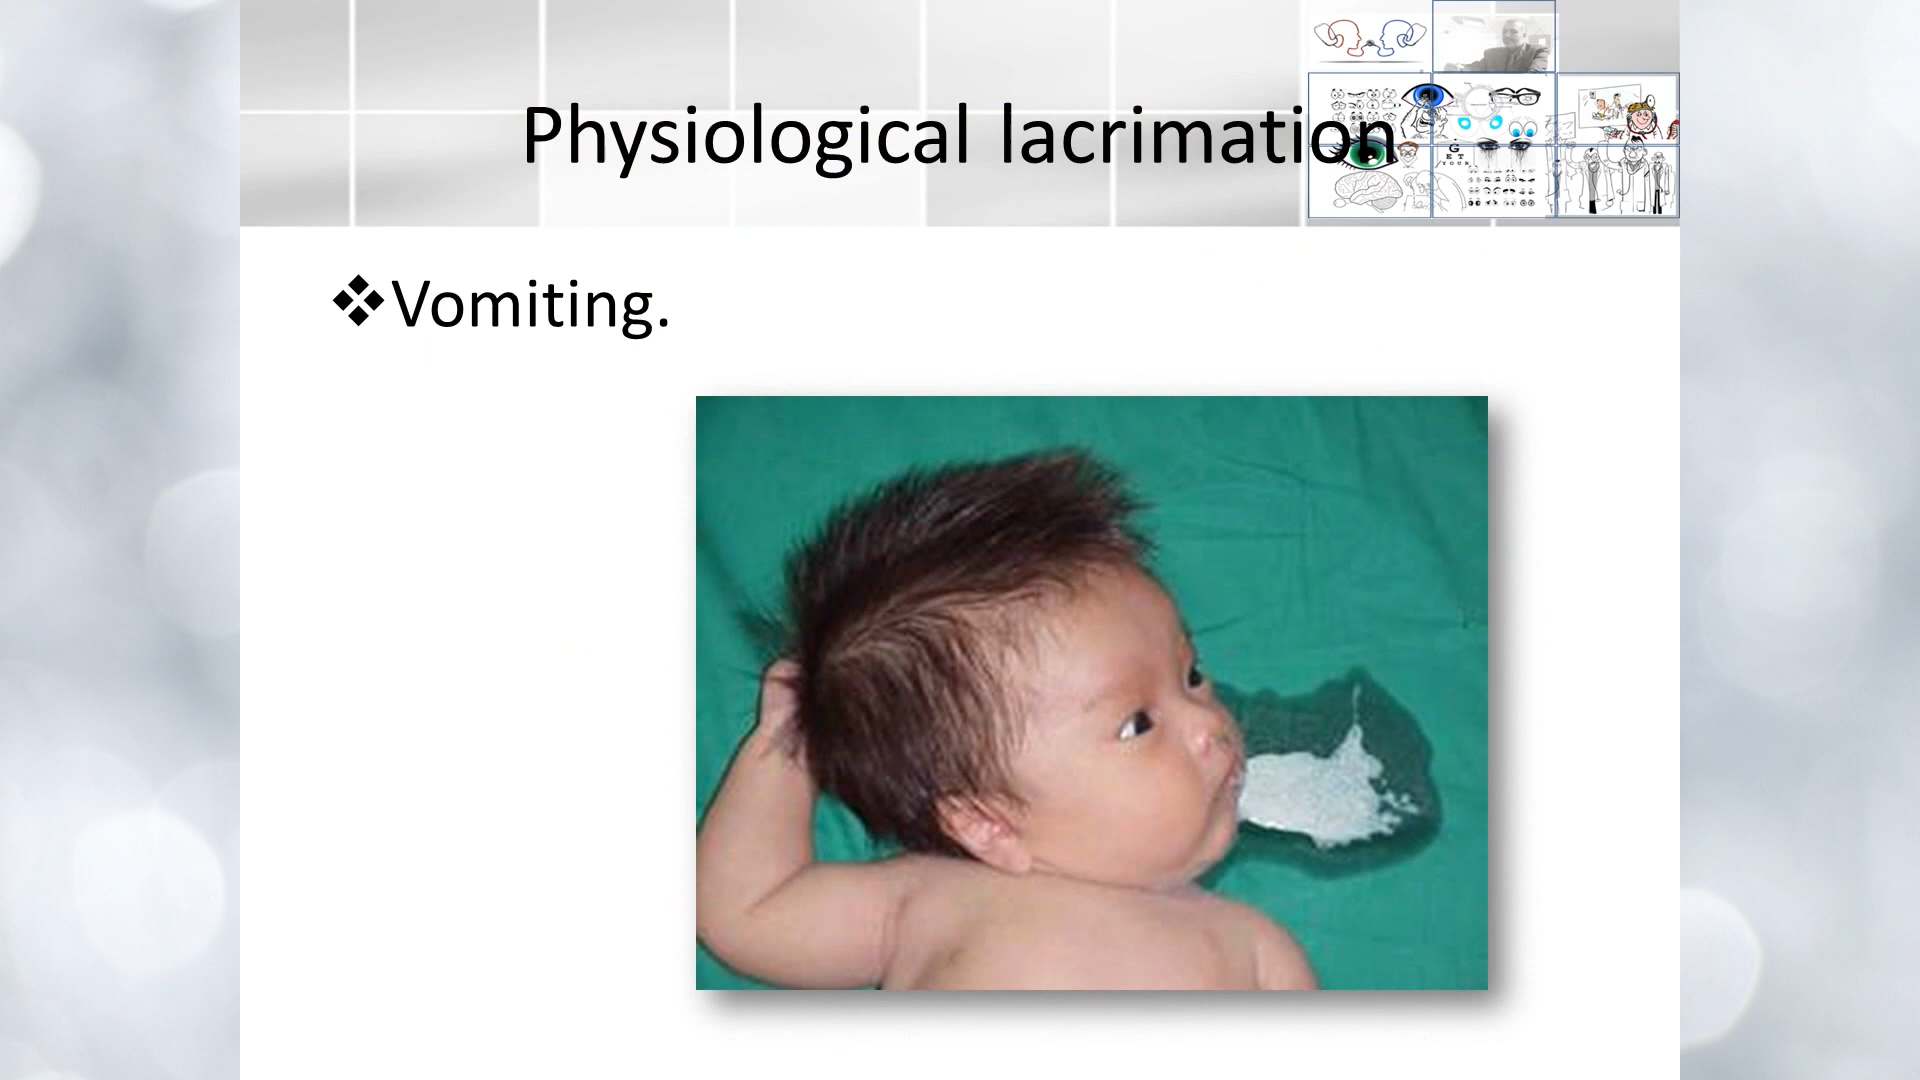 Physiological lacrimation
G
E T
Y O U R
❖Vomiting.